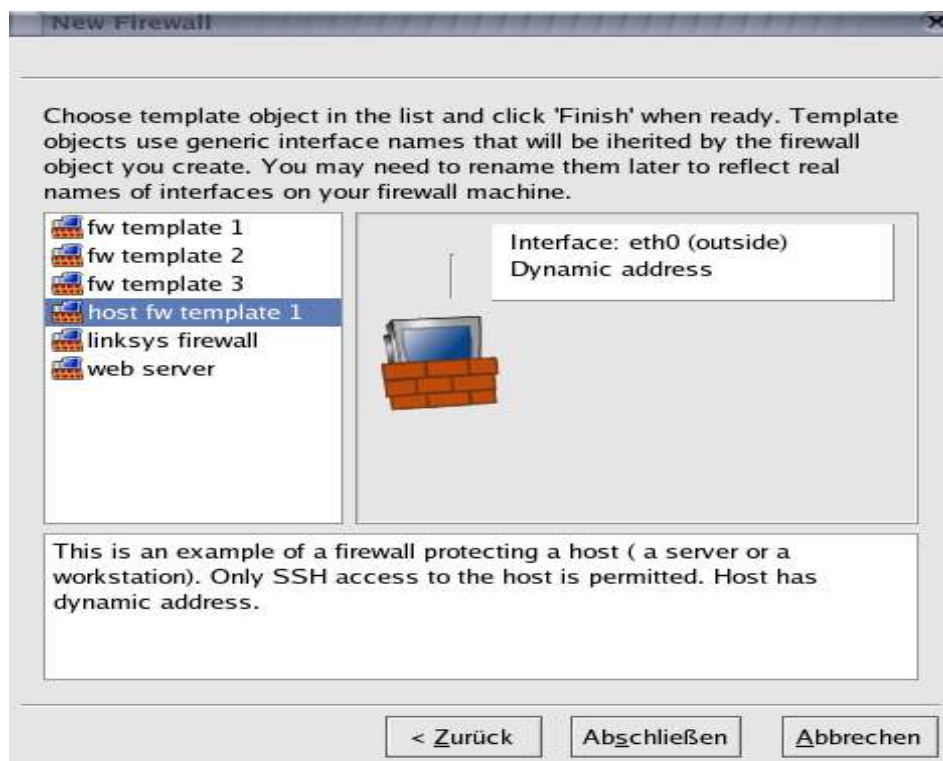 New Firewall
Choose template object in the list and click 'Finish' when ready. Template
objects use generic interface names that will be iherited by the firewall
object you create. You may need to rename them later to reflect real
names of interfaces on your firewall machine.
fw template 1
fw template 2
fw template 3
host fw template 1
linksys firewall
web server
Interface: eth0 (outside)
Dynamic address
This is an example of a firewall protecting a host ( a server or a
workstation). Only SSH access to the host is permitted. Host has
dynamic address.
< Zurück
Abschließen
Abbrechen